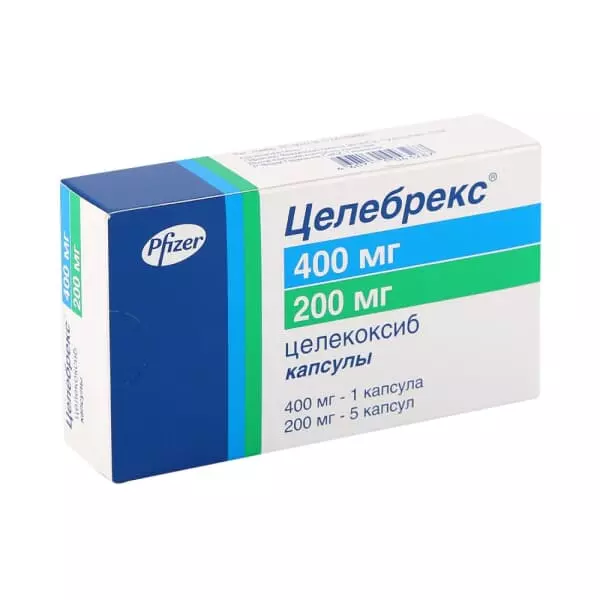 Целебрекс®
400 мг
200 мг
целекоксиб
капсулы
400 мг - 1 капсула
200 мг - 5 капсул
Pfizer
Целебрекс®
400 мг
200 мг
целекоксиб
капсулы